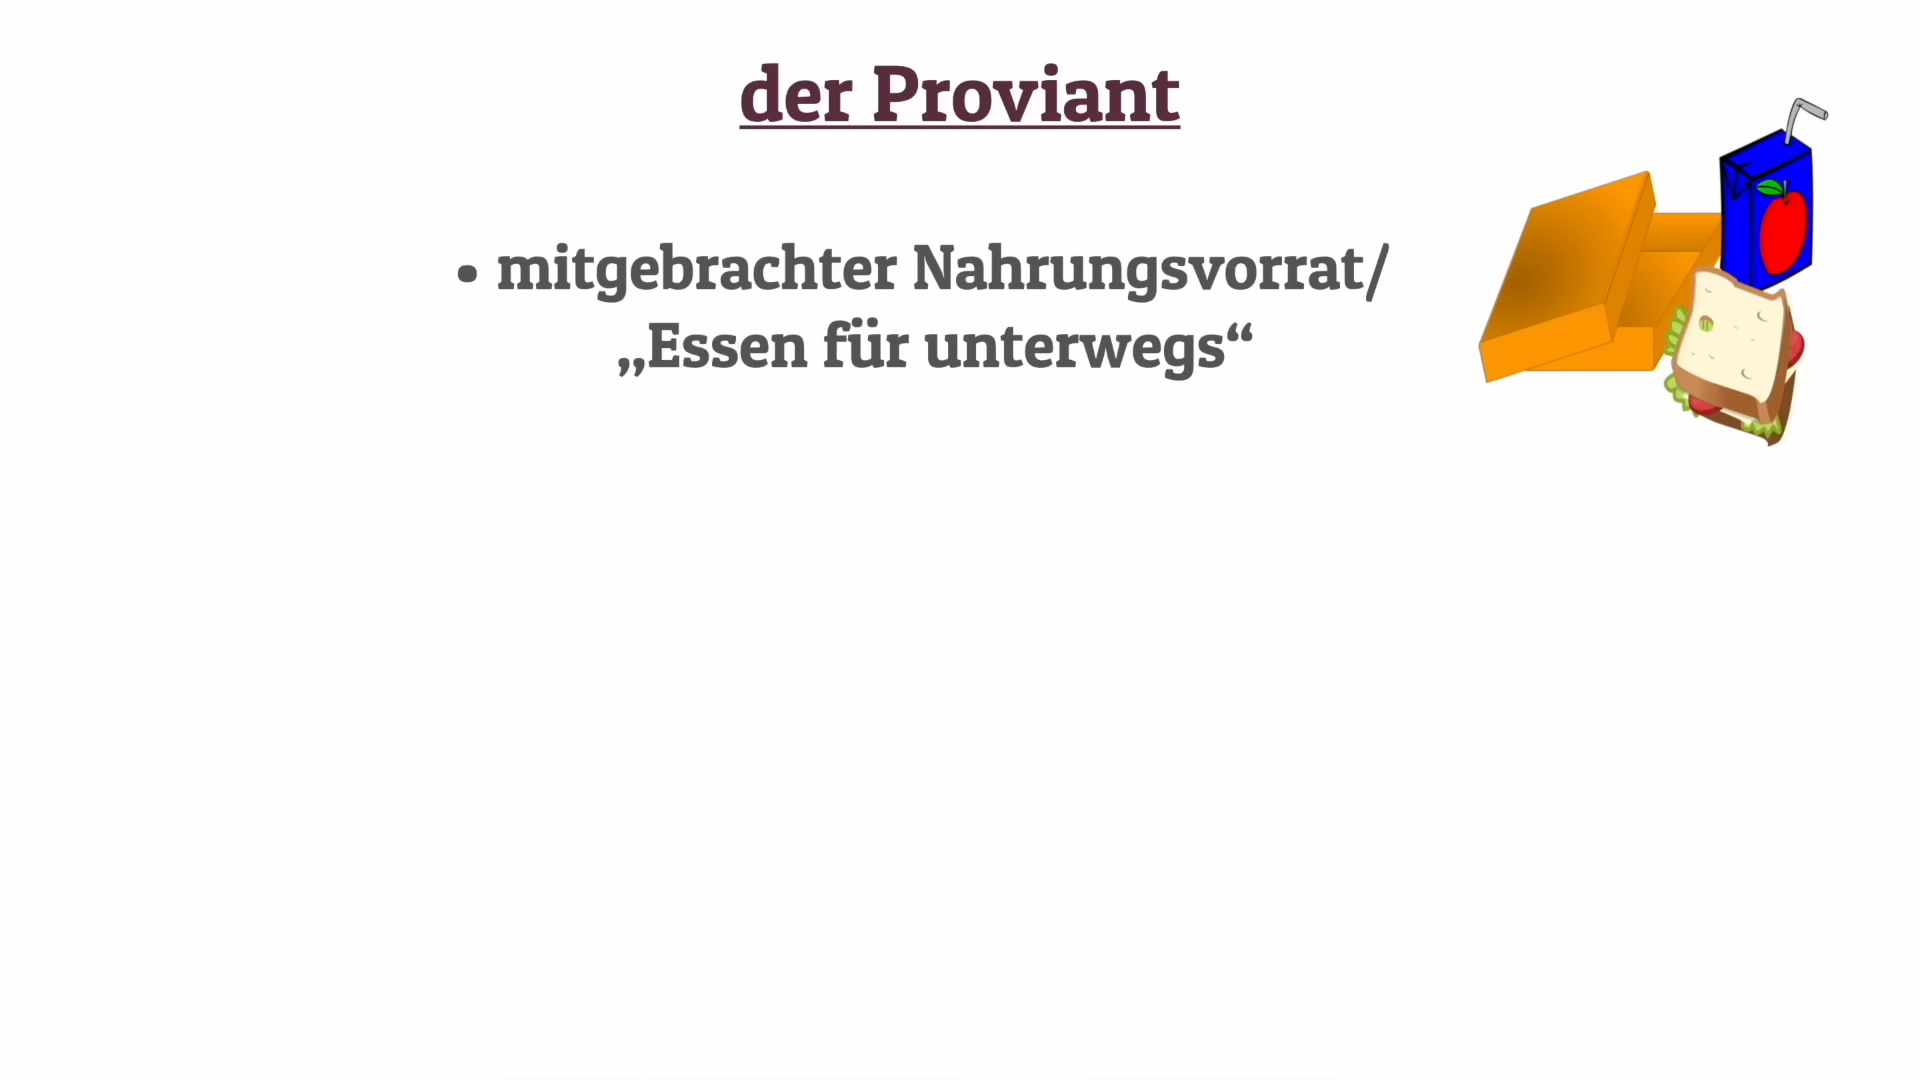 der Proviant
• mitgebrachter Nahrungsvorrat/
„Essen für unterwegs“